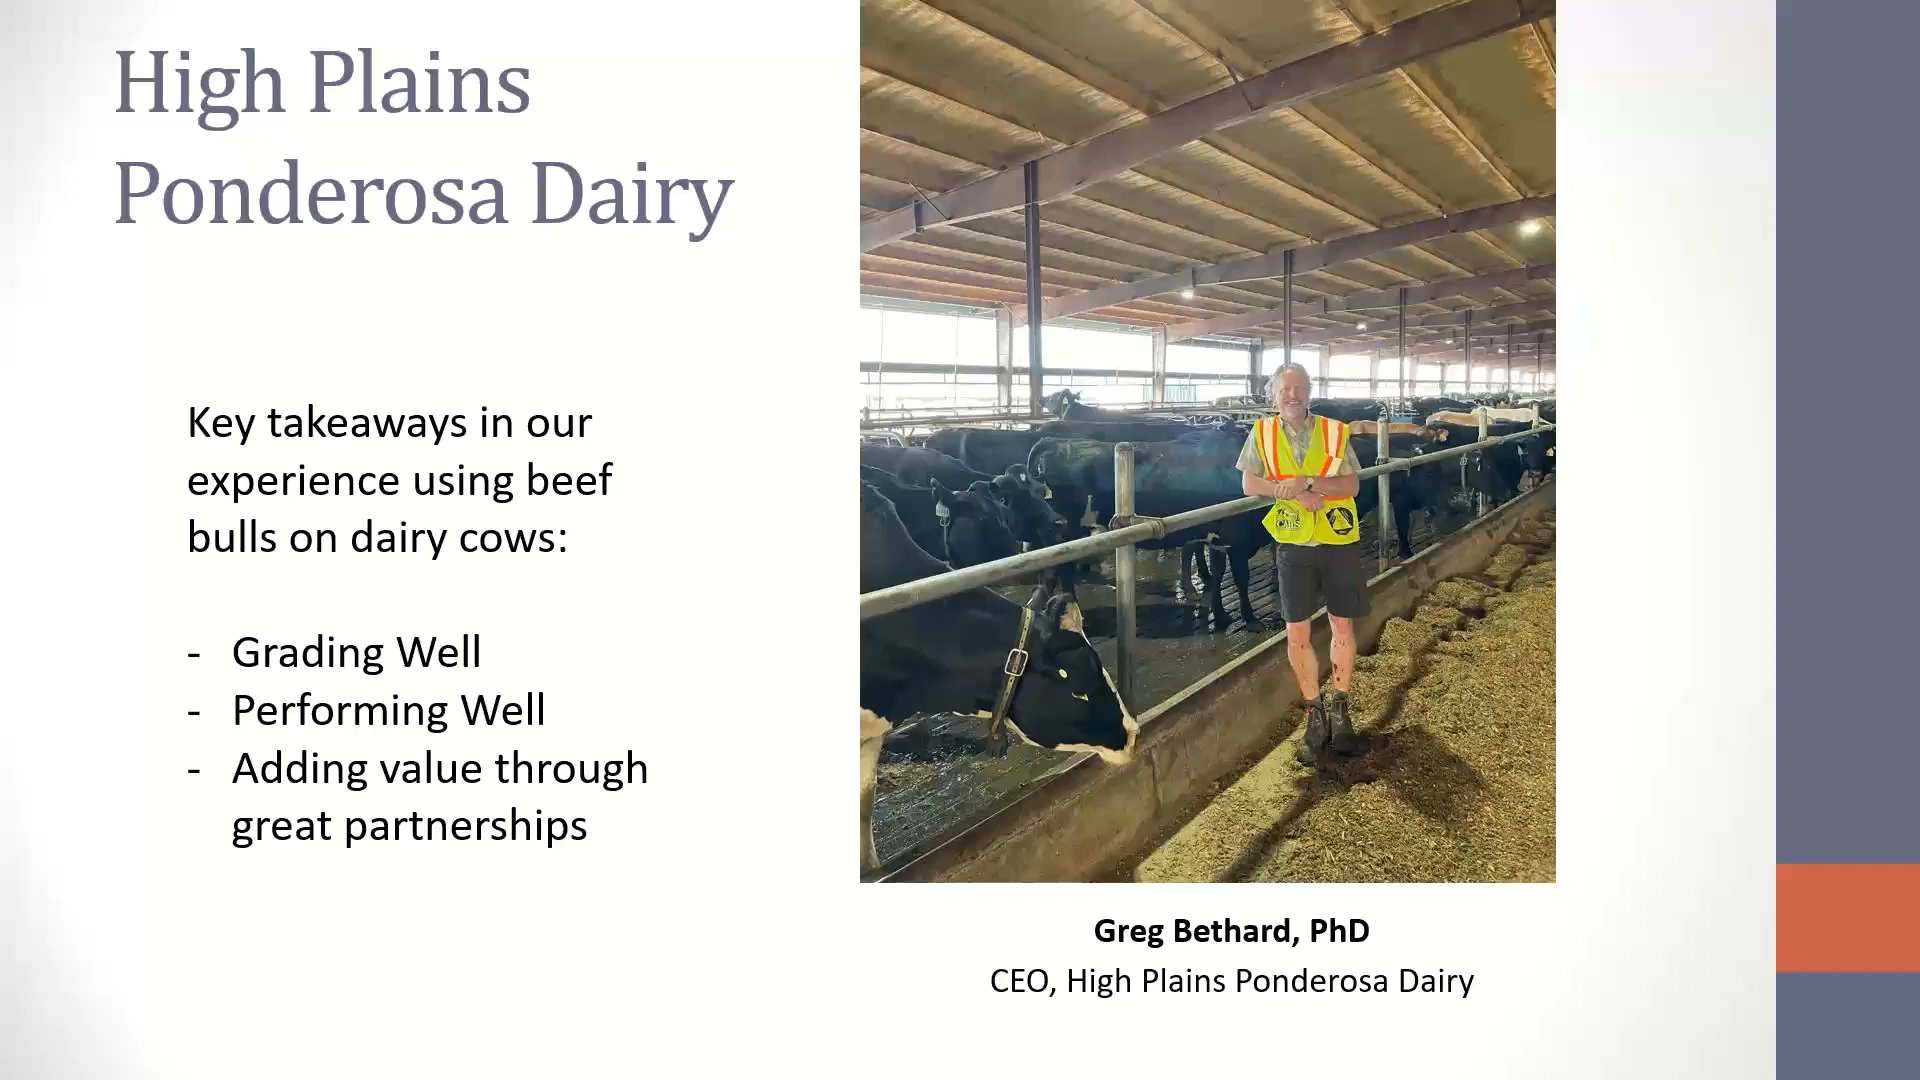 High Plains
Ponderosa Dairy
Key takeaways in our
experience using beef
bulls on dairy cows:
- Grading Well
- Performing Well
- Adding value through
great partnerships
Greg Bethard, PhD
CEO, High Plains Ponderosa Dairy